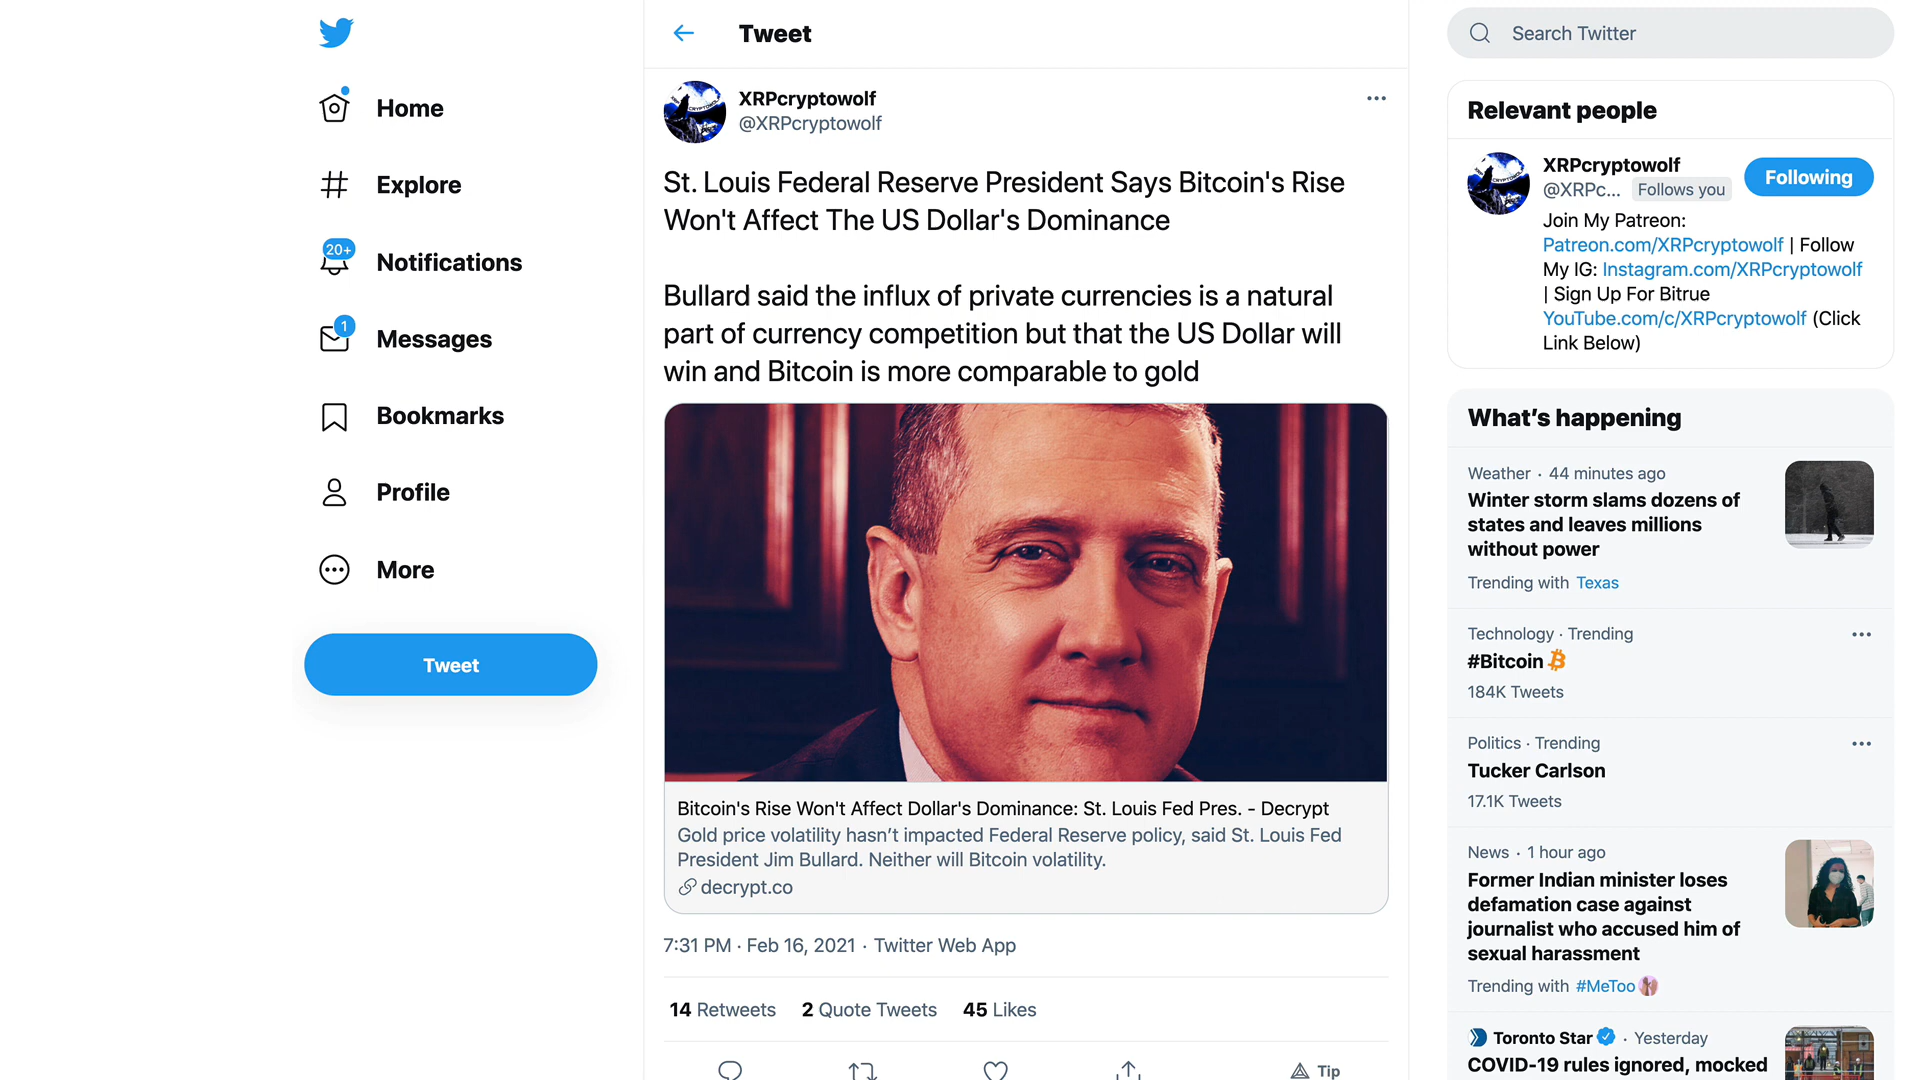 Home
Explore
20+
Notifications
1
Messages
Bookmarks
Profile
More
Tweet
Tweet
XRPcryptowolf
@XRPcryptowolf
St. Louis Federal Reserve President Says Bitcoin's Rise
Won't Affect The US Dollar's Dominance
Bullard said the influx of private currencies is a natural
part of currency competition but that the US Dollar will
win and Bitcoin is more comparable to gold
Bitcoin's Rise Won't Affect Dollar's Dominance: St. Louis Fed Pres. - Decrypt
Gold price volatility hasn’t impacted Federal Reserve policy, said St. Louis Fed
President Jim Bullard. Neither will Bitcoin volatility.
decrypt.co
7:31 PM · Feb 16, 2021 · Twitter Web App
14 Retweets 2 Quote Tweets 45 Likes
Tip
Search Twitter
Relevant people
XRPcryptowolf
@XRPc... Follows you
Following
Join My Patreon:
Patreon.com/XRPcryptowolf | Follow
My IG: Instagram.com/XRPcryptowolf
| Sign Up For Bitrue
YouTube.com/c/XRPcryptowolf (Click
Link Below)
What’s happening
Weather · 44 minutes ago
Winter storm slams dozens of
states and leaves millions
without power
Trending with Texas
Technology · Trending
#Bitcoin
184K Tweets
Politics · Trending
Tucker Carlson
17.1K Tweets
News · 1 hour ago
Former Indian minister loses
defamation case against
journalist who accused him of
sexual harassment
Trending with #MeToo
Toronto Star · Yesterday
COVID-19 rules ignored, mocked